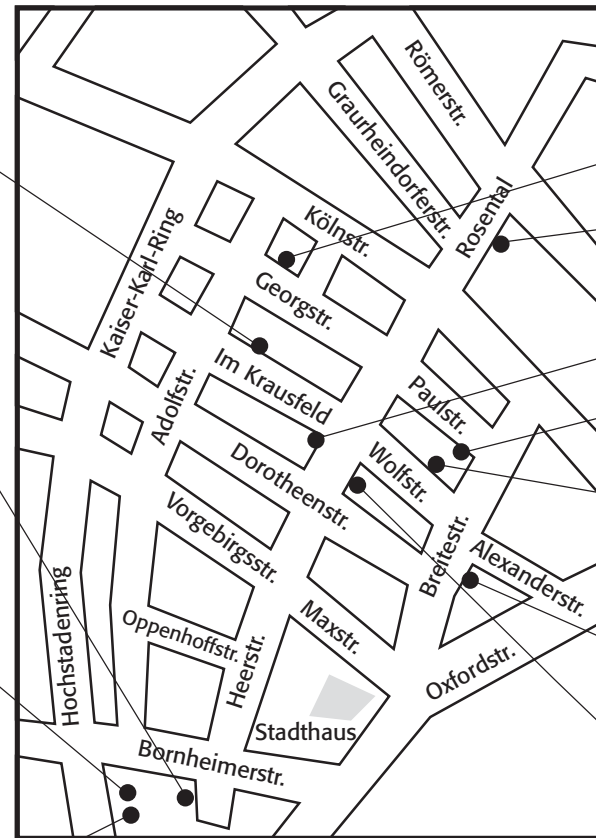 Römerstr.
Graurheindorferstr.
Rosental
Kölnstr.
Kaiser-Karl-Ring
Georgstr.
Im Krausfeld
Adolfstr.
Paulstr.
Wolfstr.
Dorotheenstr.
Vorgebirgsstr.
Breitestr.
Alexanderstr.
Hochstadenring
Oppenhoffstr.
Maxstr.
Heerstr.
Oxfordstr.
Stadthaus
Bornheimerstr.